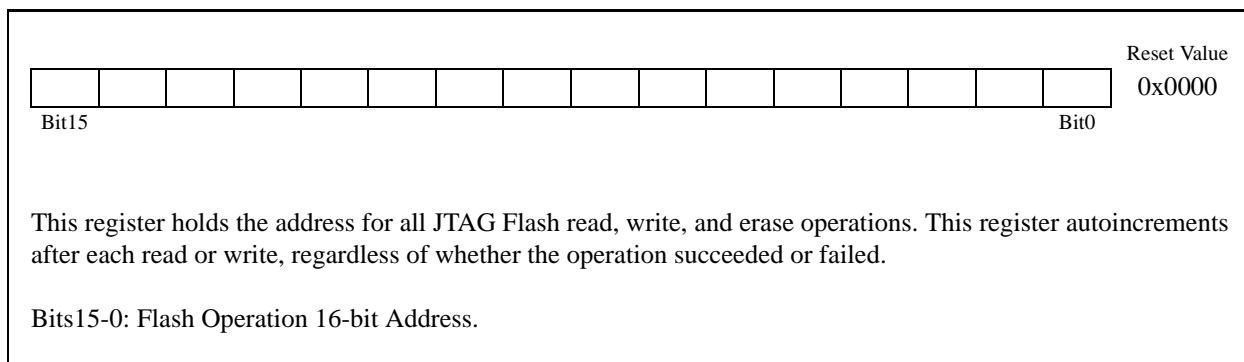 Reset Value
0x0000
Bit15
Bit0
This register holds the address for all JTAG Flash read, write, and erase operations. This register autoincrements
after each read or write, regardless of whether the operation succeeded or failed.
Bits15-0: Flash Operation 16-bit Address.